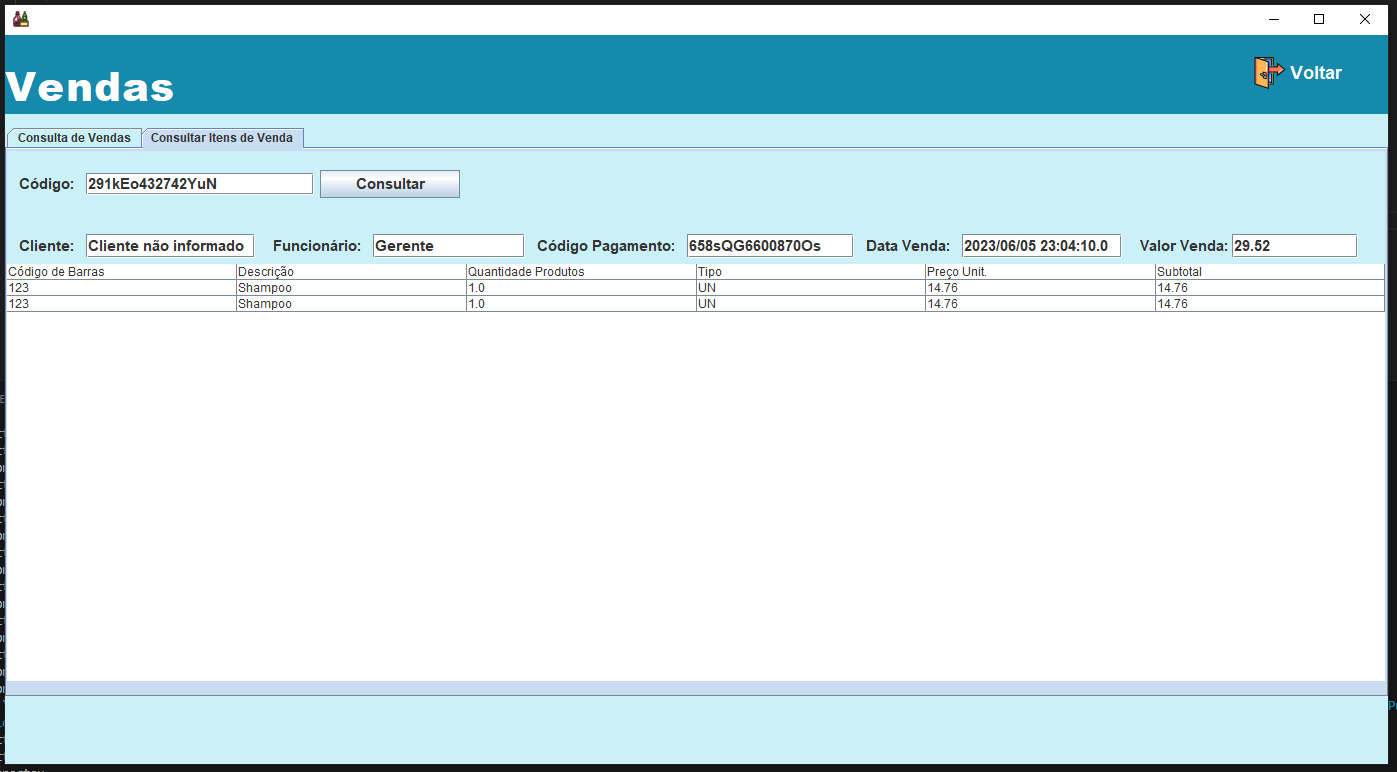 Vendas
Voltar
Consulta de Vendas Consultar Itens de Venda
Código: 291kEo432742YuN Consultar
Cliente: Cliente não informado Funcionário: Gerente Código Pagamento: 658sQG6600870Os Data Venda: 2023/06/05 23:04:10.0 Valor Venda: 29.52
Código de Barras Descrição Quantidade Produtos Tipo Preço Unit. Subtotal
123 Shampoo 1.0 UN 14.76 14.76
123 Shampoo 1.0 UN 14.76 14.76